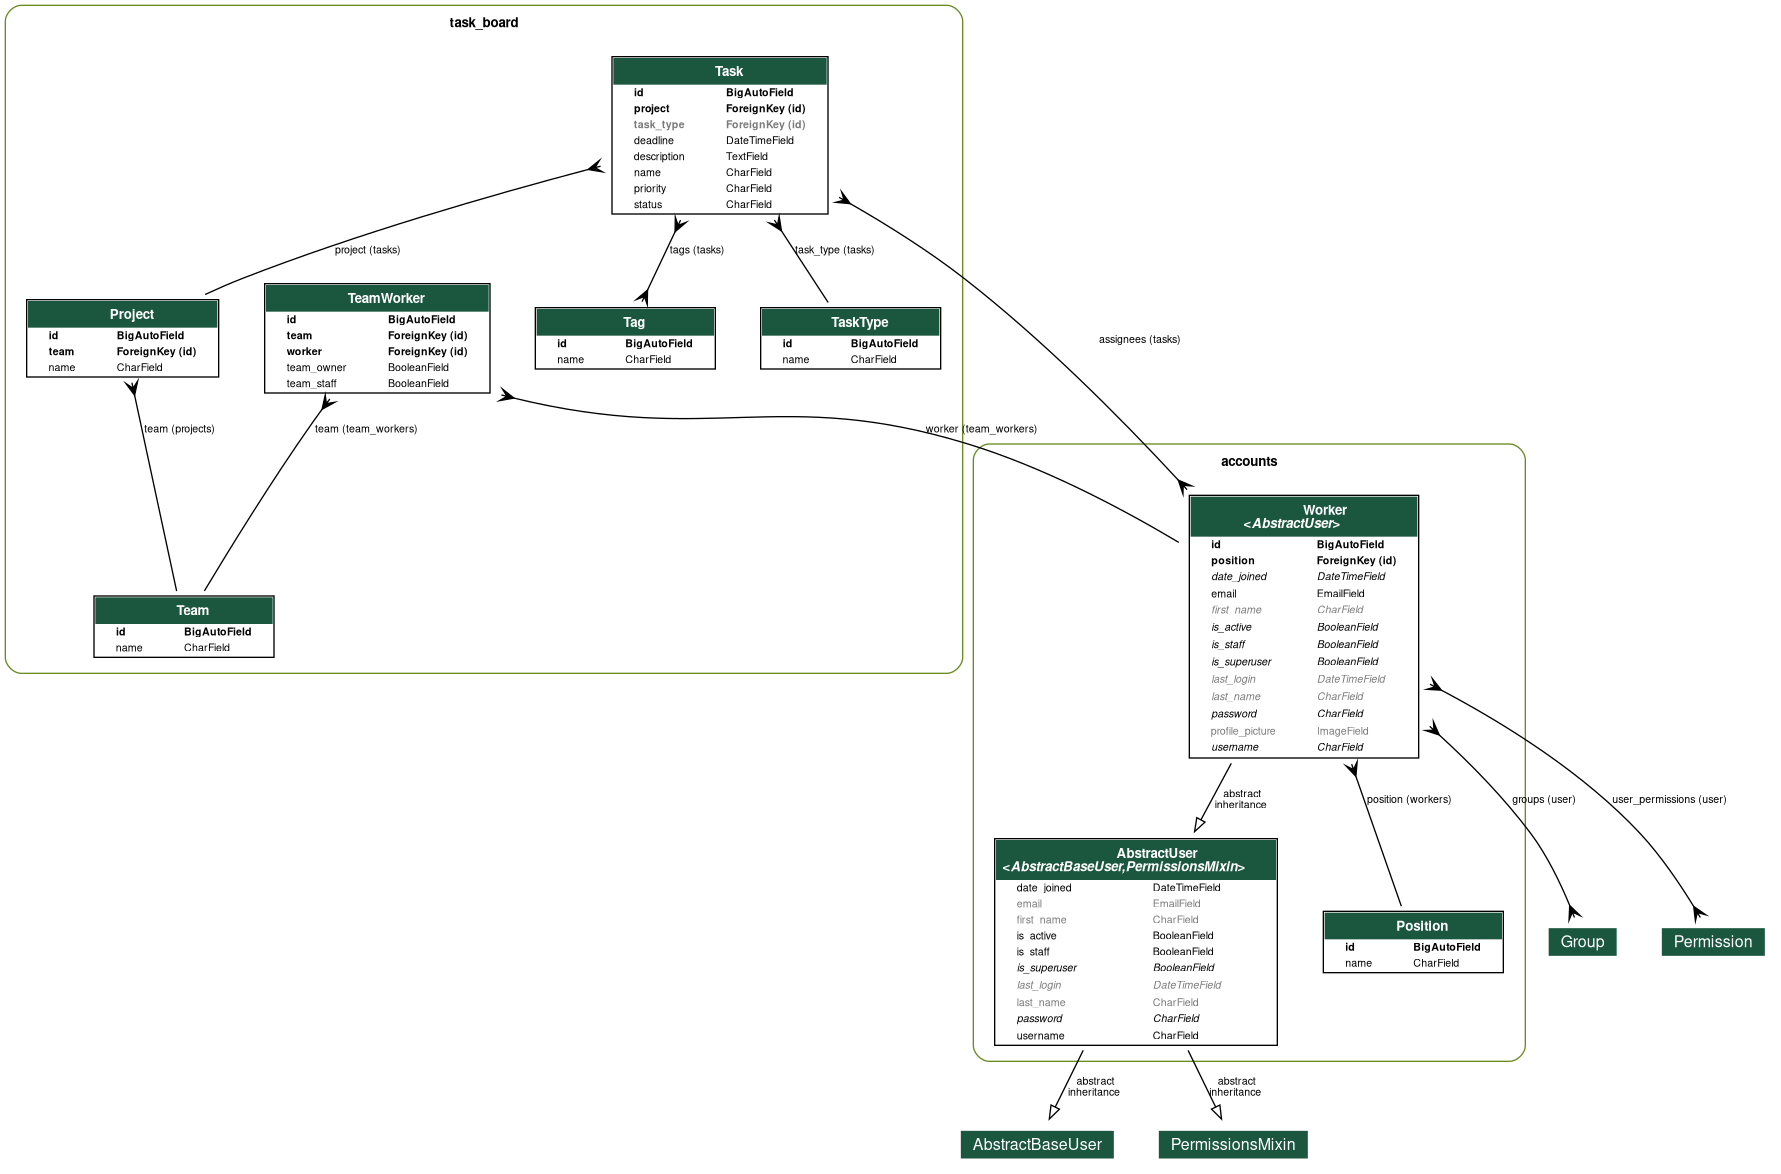 task_board
Task
id BigAutoField
project ForeignKey (id)
task_type ForeignKey (id)
deadline DateTimeField
description TextField
name CharField
priority CharField
status CharField
project (tasks)
tags (tasks)
task_type (tasks)
Project
id BigAutoField
team ForeignKey (id)
name CharField
TeamWorker
id BigAutoField
team ForeignKey (id)
worker ForeignKey (id)
team_owner BooleanField
team_staff BooleanField
Tag
id BigAutoField
name CharField
TaskType
id BigAutoField
name CharField
assignees (tasks)
team (projects)
team (team_workers)
worker (team_workers)
Team
id BigAutoField
name CharField
accounts
Worker
<AbstractUser>
id BigAutoField
position ForeignKey (id)
date_joined DateTimeField
email EmailField
first_name CharField
is_active BooleanField
is_staff BooleanField
is_superuser BooleanField
last_login DateTimeField
last_name CharField
password CharField
profile_picture ImageField
username CharField
abstract
inheritance
position (workers)
groups (user)
user_permissions (user)
AbstractUser
<AbstractBaseUser,PermissionsMixin>
date_joined DateTimeField
email EmailField
first_name CharField
is_active BooleanField
is_staff BooleanField
is_superuser BooleanField
last_login DateTimeField
last_name CharField
password CharField
username CharField
Position
id BigAutoField
name CharField
Group
Permission
abstract
inheritance
abstract
inheritance
AbstractBaseUser
PermissionsMixin